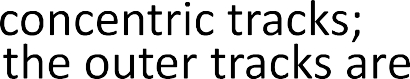 concentric tracks;
the outer tracks are